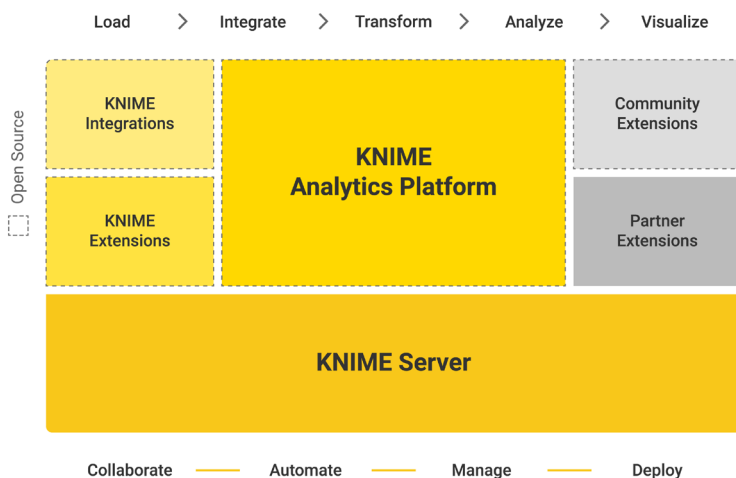 Load > Integrate > Transform > Analyze > Visualize
Open Source
KNIME
Integrations
KNIME
Analytics Platform
Community
Extensions
KNIME
Extensions
Partner
Extensions
KNIME Server
Collaborate
Automate
Manage
Deploy